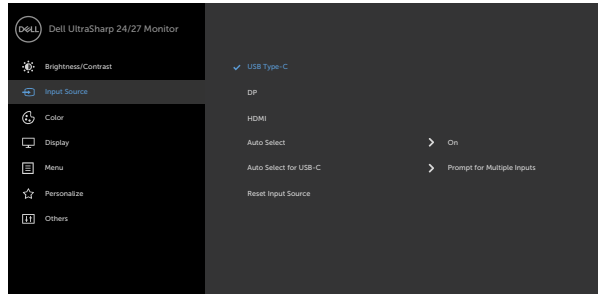 DELL Dell UltraSharp 24/27 Monitor
Brightness/Contrast
Input Source
Color
Display
Menu
Personalize
Others
USB Type-C
DP
HDMI
Auto Select On
Auto Select for USB-C Prompt for Multiple Inputs
Reset Input Source